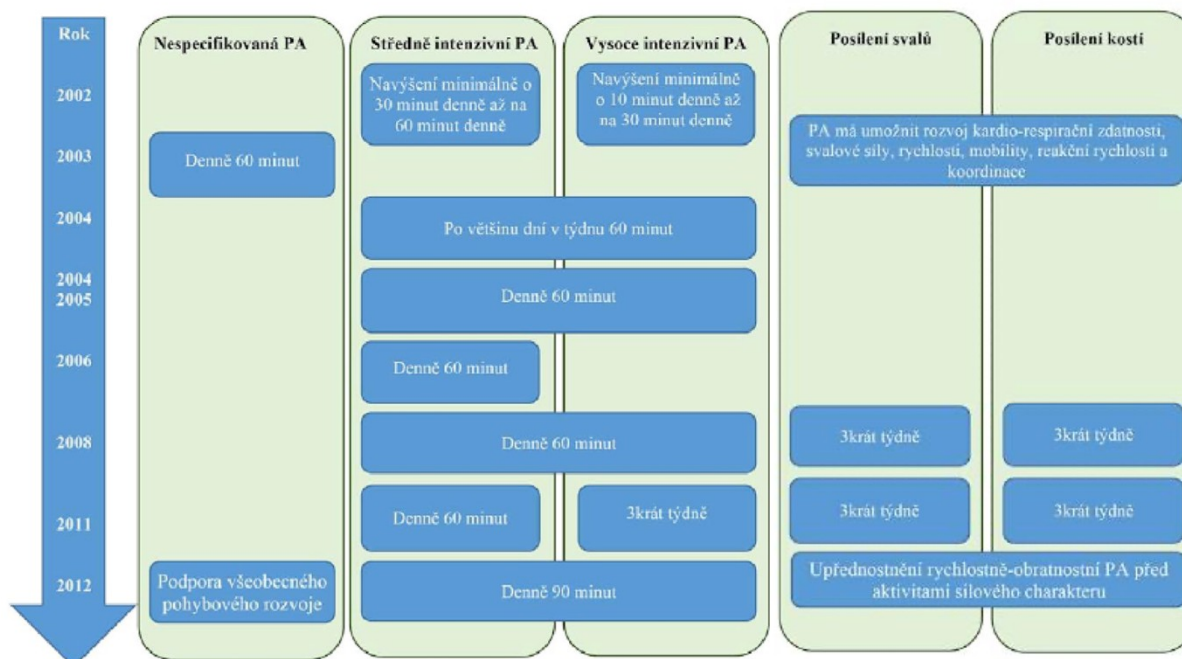 Rok
Nespecifikovaná PA
Středně intenzivní PA
Vysoce intenzivní PA
Posílení svalů
Posílení kostí
2002
Navýšení minimálně o
30 minut denně až na
60 minut denně
Navýšení minimálně
o 10 minut denně až
na 30 minut denně
2003
Denně 60 minut
PA má umožnit rozvoj kardio-respirační zdatnosti,
svalové síly, rychlosti, mobility, reakční rychlosti a
koordinace
2004
Po většinu dní v týdnu 60 minut
2004
2005
Denně 60 minut
2006
Denně 60 minut
2008
Denně 60 minut
3krát týdně
3krát týdně
2011
Denně 60 minut
3krát týdně
3krát týdně
3krát týdně
2012
Podpora všeobecného
pohybového rozvoje
Denně 90 minut
Upřednostnění rychlostně-obratnostní PA před
aktivitami silového charakteru